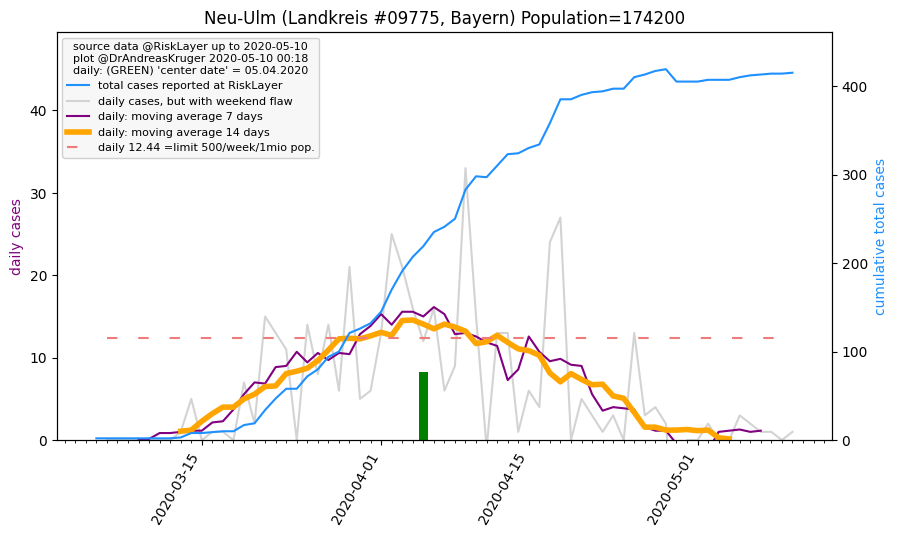 Neu-Ulm (Landkreis #09775, Bayern) Population=174200
source data @RiskLayer up to 2020-05-10
plot @DrAndreasKruger 2020-05-10 00:18
daily: (GREEN) 'center date' = 05.04.2020
total cases reported at RiskLayer
daily cases, but with weekend flaw
daily: moving average 7 days
daily: moving average 14 days
daily 12.44 =limit 500/week/1mio pop.
daily cases
0
10
20
30
40
cumulative total cases
0
100
200
300
400
2020-03-15
2020-04-01
2020-04-15
2020-05-01